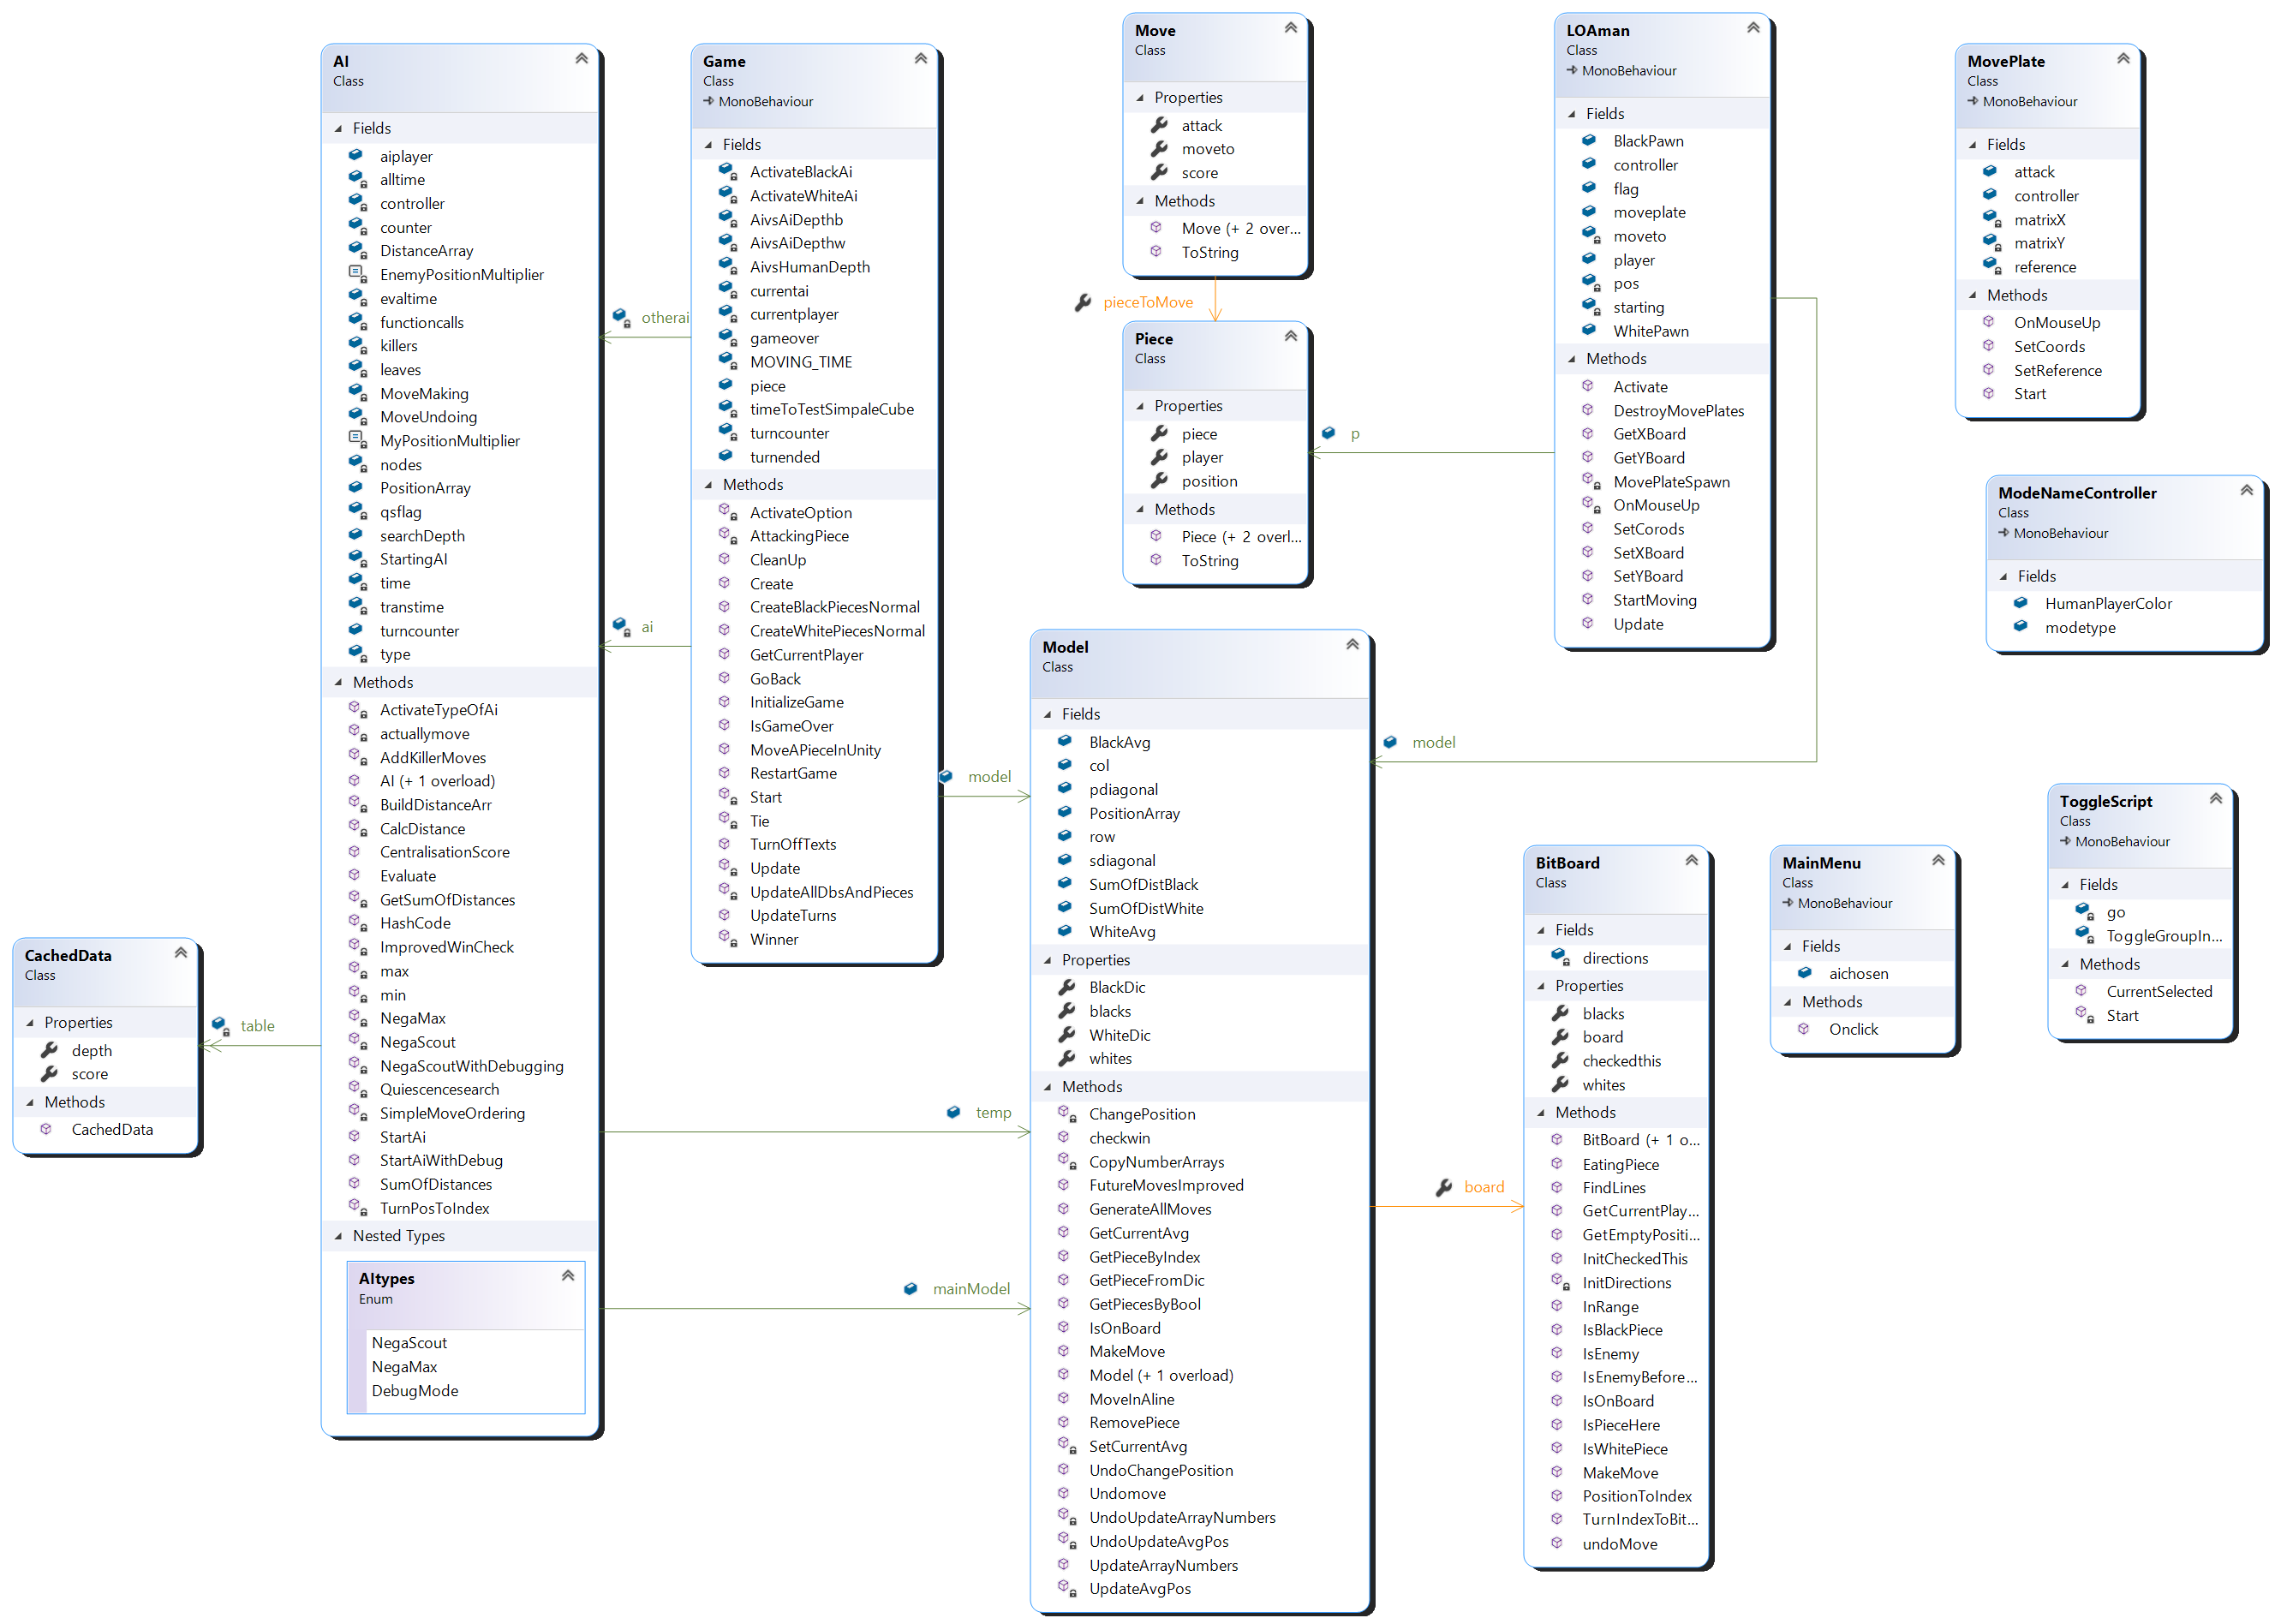 AI
Class
Fields
aiplayer
alltime
controller
counter
DistanceArray
EnemyPositionMultiplier
evaltime
functioncalls
killers
leaves
MoveMaking
MoveUndoing
MyPositionMultiplier
nodes
PositionArray
qsflag
searchDepth
StartingAI
time
transtime
turncounter
type
Methods
ActivateTypeOfAi
actuallymove
AddKillerMoves
AI (+ 1 overload)
BuildDistanceArr
CalcDistance
CentralisationScore
Evaluate
GetSumOfDistances
HashCode
ImprovedWinCheck
max
min
NegaMax
NegaScout
NegaScoutWithDebugging
Quiescencesearch
SimpleMoveOrdering
StartAi
StartAiWithDebug
SumOfDistances
TurnPosToIndex
Nested Types
AItypes
Enum
NegaScout
NegaMax
DebugMode
CachedData
Class
Properties
depth
score
Methods
CachedData
table
otherai
ai
Game
Class
MonoBehaviour
Fields
ActivateBlackAi
ActivateWhiteAi
AivsAiDepthb
AivsAiDepthw
AivsHumanDepth
currentai
currentplayer
gameover
MOVING_TIME
piece
timeToTestSimpaleCube
turncounter
turnended
Methods
ActivateOption
AttackingPiece
CleanUp
Create
CreateBlackPiecesNormal
CreateWhitePiecesNormal
GetCurrentPlayer
GoBack
InitializeGame
IsGameOver
MoveAPieceInUnity
RestartGame
Start
Tie
TurnOffTexts
Update
UpdateAllDbsAndPieces
UpdateTurns
Winner
model
temp
mainModel
Move
Class
Properties
attack
moveto
score
Methods
Move (+ 2 over...
ToString
pieceToMove
Piece
Class
Properties
piece
player
position
Methods
Piece (+ 2 overl...
ToString
p
Model
Class
Fields
BlackAvg
col
pdiagonal
PositionArray
row
sdiagonal
SumOfDistBlack
SumOfDistWhite
WhiteAvg
Properties
BlackDic
blacks
WhiteDic
whites
Methods
ChangePosition
checkwin
CopyNumberArrays
FutureMovesImproved
GenerateAllMoves
GetCurrentAvg
GetPieceByIndex
GetPieceFromDic
GetPiecesByBool
IsOnBoard
MakeMove
Model (+ 1 overload)
MoveInAline
RemovePiece
SetCurrentAvg
UndoChangePosition
Undomove
UndoUpdateArrayNumbers
UndoUpdateAvgPos
UpdateArrayNumbers
UpdateAvgPos
LOAman
Class
MonoBehaviour
Fields
BlackPawn
controller
flag
moveplate
moveto
player
pos
starting
WhitePawn
Methods
Activate
DestroyMovePlates
GetXBoard
GetYBoard
MovePlateSpawn
OnMouseUp
SetCorods
SetXBoard
SetYBoard
StartMoving
Update
model
board
BitBoard
Class
Fields
directions
Properties
blacks
board
checkedthis
whites
Methods
BitBoard (+ 1 o...
EatingPiece
FindLines
GetCurrentPlay...
GetEmptyPositi...
InitCheckedThis
InitDirections
InRange
IsBlackPiece
IsEnemy
IsEnemyBefore...
IsOnBoard
IsPieceHere
IsWhitePiece
MakeMove
PositionToIndex
TurnIndexToBit...
undoMove
MovePlate
Class
MonoBehaviour
Fields
attack
controller
matrixX
matrixY
reference
Methods
OnMouseUp
SetCoords
SetReference
Start
ModeNameController
Class
MonoBehaviour
Fields
HumanPlayerColor
modetype
MainMenu
Class
MonoBehaviour
Fields
aichosen
Methods
Onclick
ToggleScript
Class
MonoBehaviour
Fields
go
ToggleGroupIn...
Methods
CurrentSelected
Start